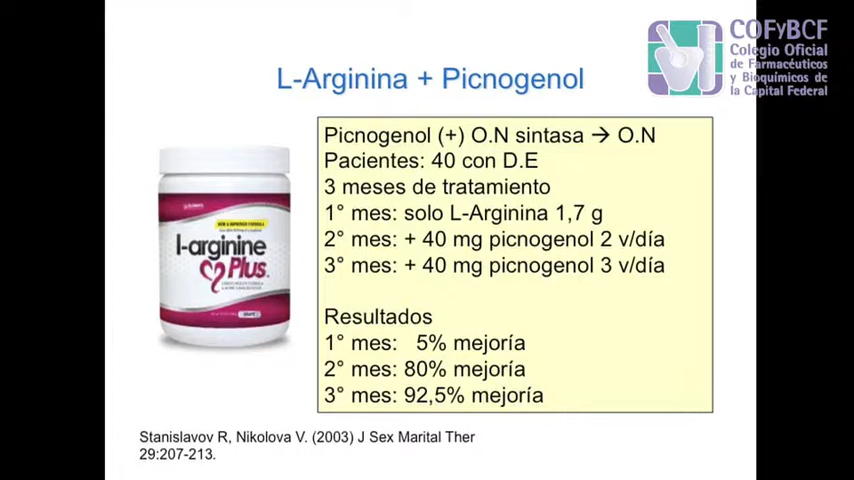 COFyBCF
Colegio Oficial
de Farmacéuticos
y Bioquímicos de
la Capital Federal
L-Arginina + Picnogenol
Picnogenol (+) O.N sintasa → O.N
Pacientes: 40 con D.E
3 meses de tratamiento
1° mes: solo L-Arginina 1,7 g
2° mes: + 40 mg picnogenol 2 v/día
3° mes: + 40 mg picnogenol 3 v/día
Resultados
1° mes: 5% mejoría
2° mes: 80% mejoría
3° mes: 92,5% mejoría
l-arginine
Plus
Stanislavov R, Nikolova V. (2003) J Sex Marital Ther
29:207-213.